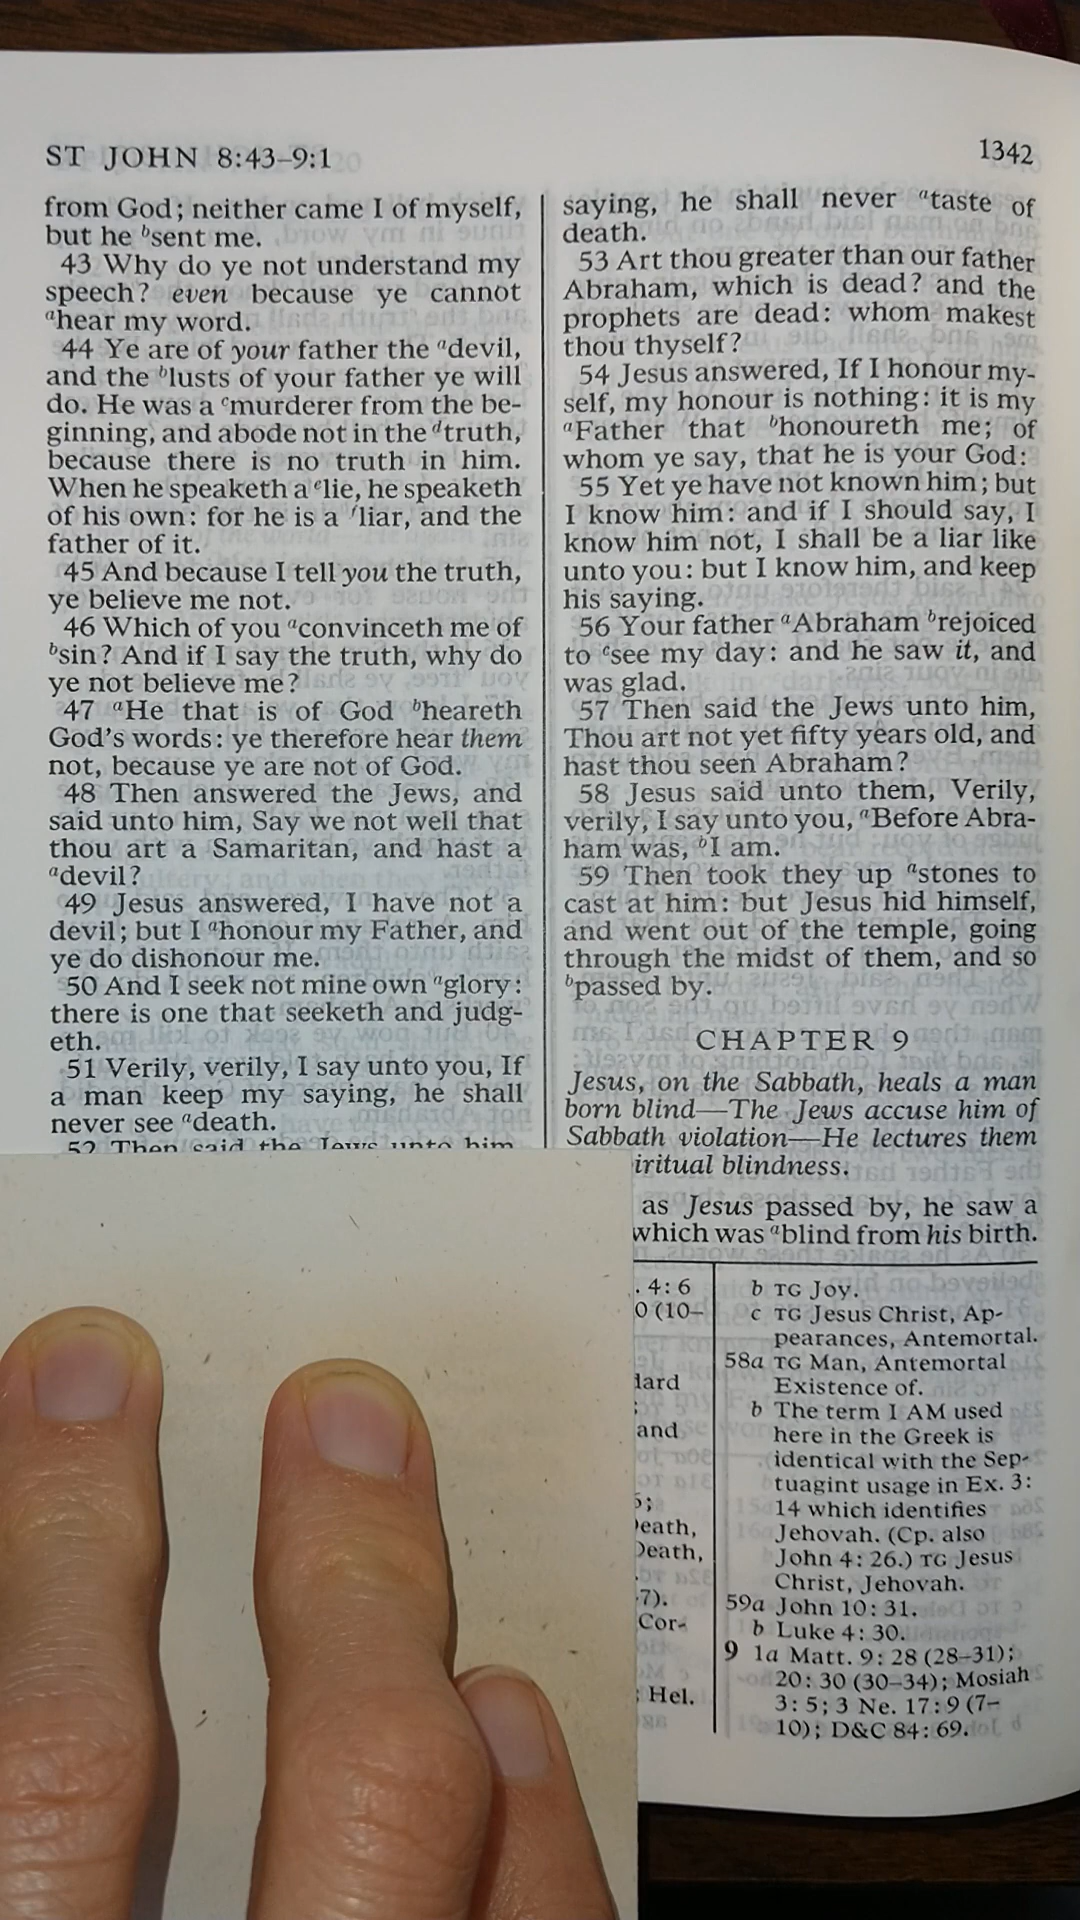 ST JOHN 8:43–9:1
1342
from God; neither came I of myself,
but he bsent me.
43 Why do ye not understand my
speech? even because ye cannot
ahear my word.
44 Ye are of your father the adevil,
and the blusts of your father ye will
do. He was a cmurderer from the be-
ginning, and abode not in the dtruth,
because there is no truth in him.
When he speaketh a elie, he speaketh
of his own: for he is a fliar, and the
father of it.
45 And because I tell you the truth,
ye believe me not.
46 Which of you aconvinceth me of
bsin? And if I say the truth, why do
ye not believe me?
47 aHe that is of God bheareth
God's words: ye therefore hear them
not, because ye are not of God.
48 Then answered the Jews, and
said unto him, Say we not well that
thou art a Samaritan, and hast a
adevil?
49 Jesus answered, I have not a
devil; but I ahonour my Father, and
ye do dishonour me.
50 And I seek not mine own aglory:
there is one that seeketh and judg-
eth.
51 Verily, verily, I say unto you, If
a man keep my saying, he shall
never see adeath.
52 Then said the Jews unto him,
saying, he shall never ataste of
death.
53 Art thou greater than our father
Abraham, which is dead? and the
prophets are dead: whom makest
thou thyself?
54 Jesus answered, If I honour my-
self, my honour is nothing: it is my
aFather that bhonoureth me; of
whom ye say, that he is your God:
55 Yet ye have not known him; but
I know him: and if I should say, I
know him not, I shall be a liar like
unto you: but I know him, and keep
his saying.
56 Your father aAbraham brejoiced
to csee my day: and he saw it, and
was glad.
57 Then said the Jews unto him,
Thou art not yet fifty years old, and
hast thou seen Abraham?
58 Jesus said unto them, Verily,
verily, I say unto you, aBefore Abra-
ham was, bI am.
59 Then took they up astones to
cast at him: but Jesus hid himself,
and went out of the temple, going
through the midst of them, and so
bpassed by.
CHAPTER 9
Jesus, on the Sabbath, heals a man
born blind—The Jews accuse him of
Sabbath violation—He lectures them
iritual blindness.
as Jesus passed by, he saw a
which was ablind from his birth.
. 4: 6
0 (10–
dard
;
and
5;
Death,
Death,
.
7).
Cor-
; Hel.
b TG Joy.
c TG Jesus Christ, Ap-
pearances, Antemortal.
58a TG Man, Antemortal
Existence of.
b The term I AM used
here in the Greek is
identical with the Sep-
tuagint usage in Ex. 3:
14 which identifies
Jehovah. (Cp. also
John 4: 26.) TG Jesus
Christ, Jehovah.
59a John 10: 31.
b Luke 4: 30.
9 1a Matt. 9: 28 (28–31);
20: 30 (30–34); Mosiah
3: 5; 3 Ne. 17: 9 (7–
10); D&C 84: 69.